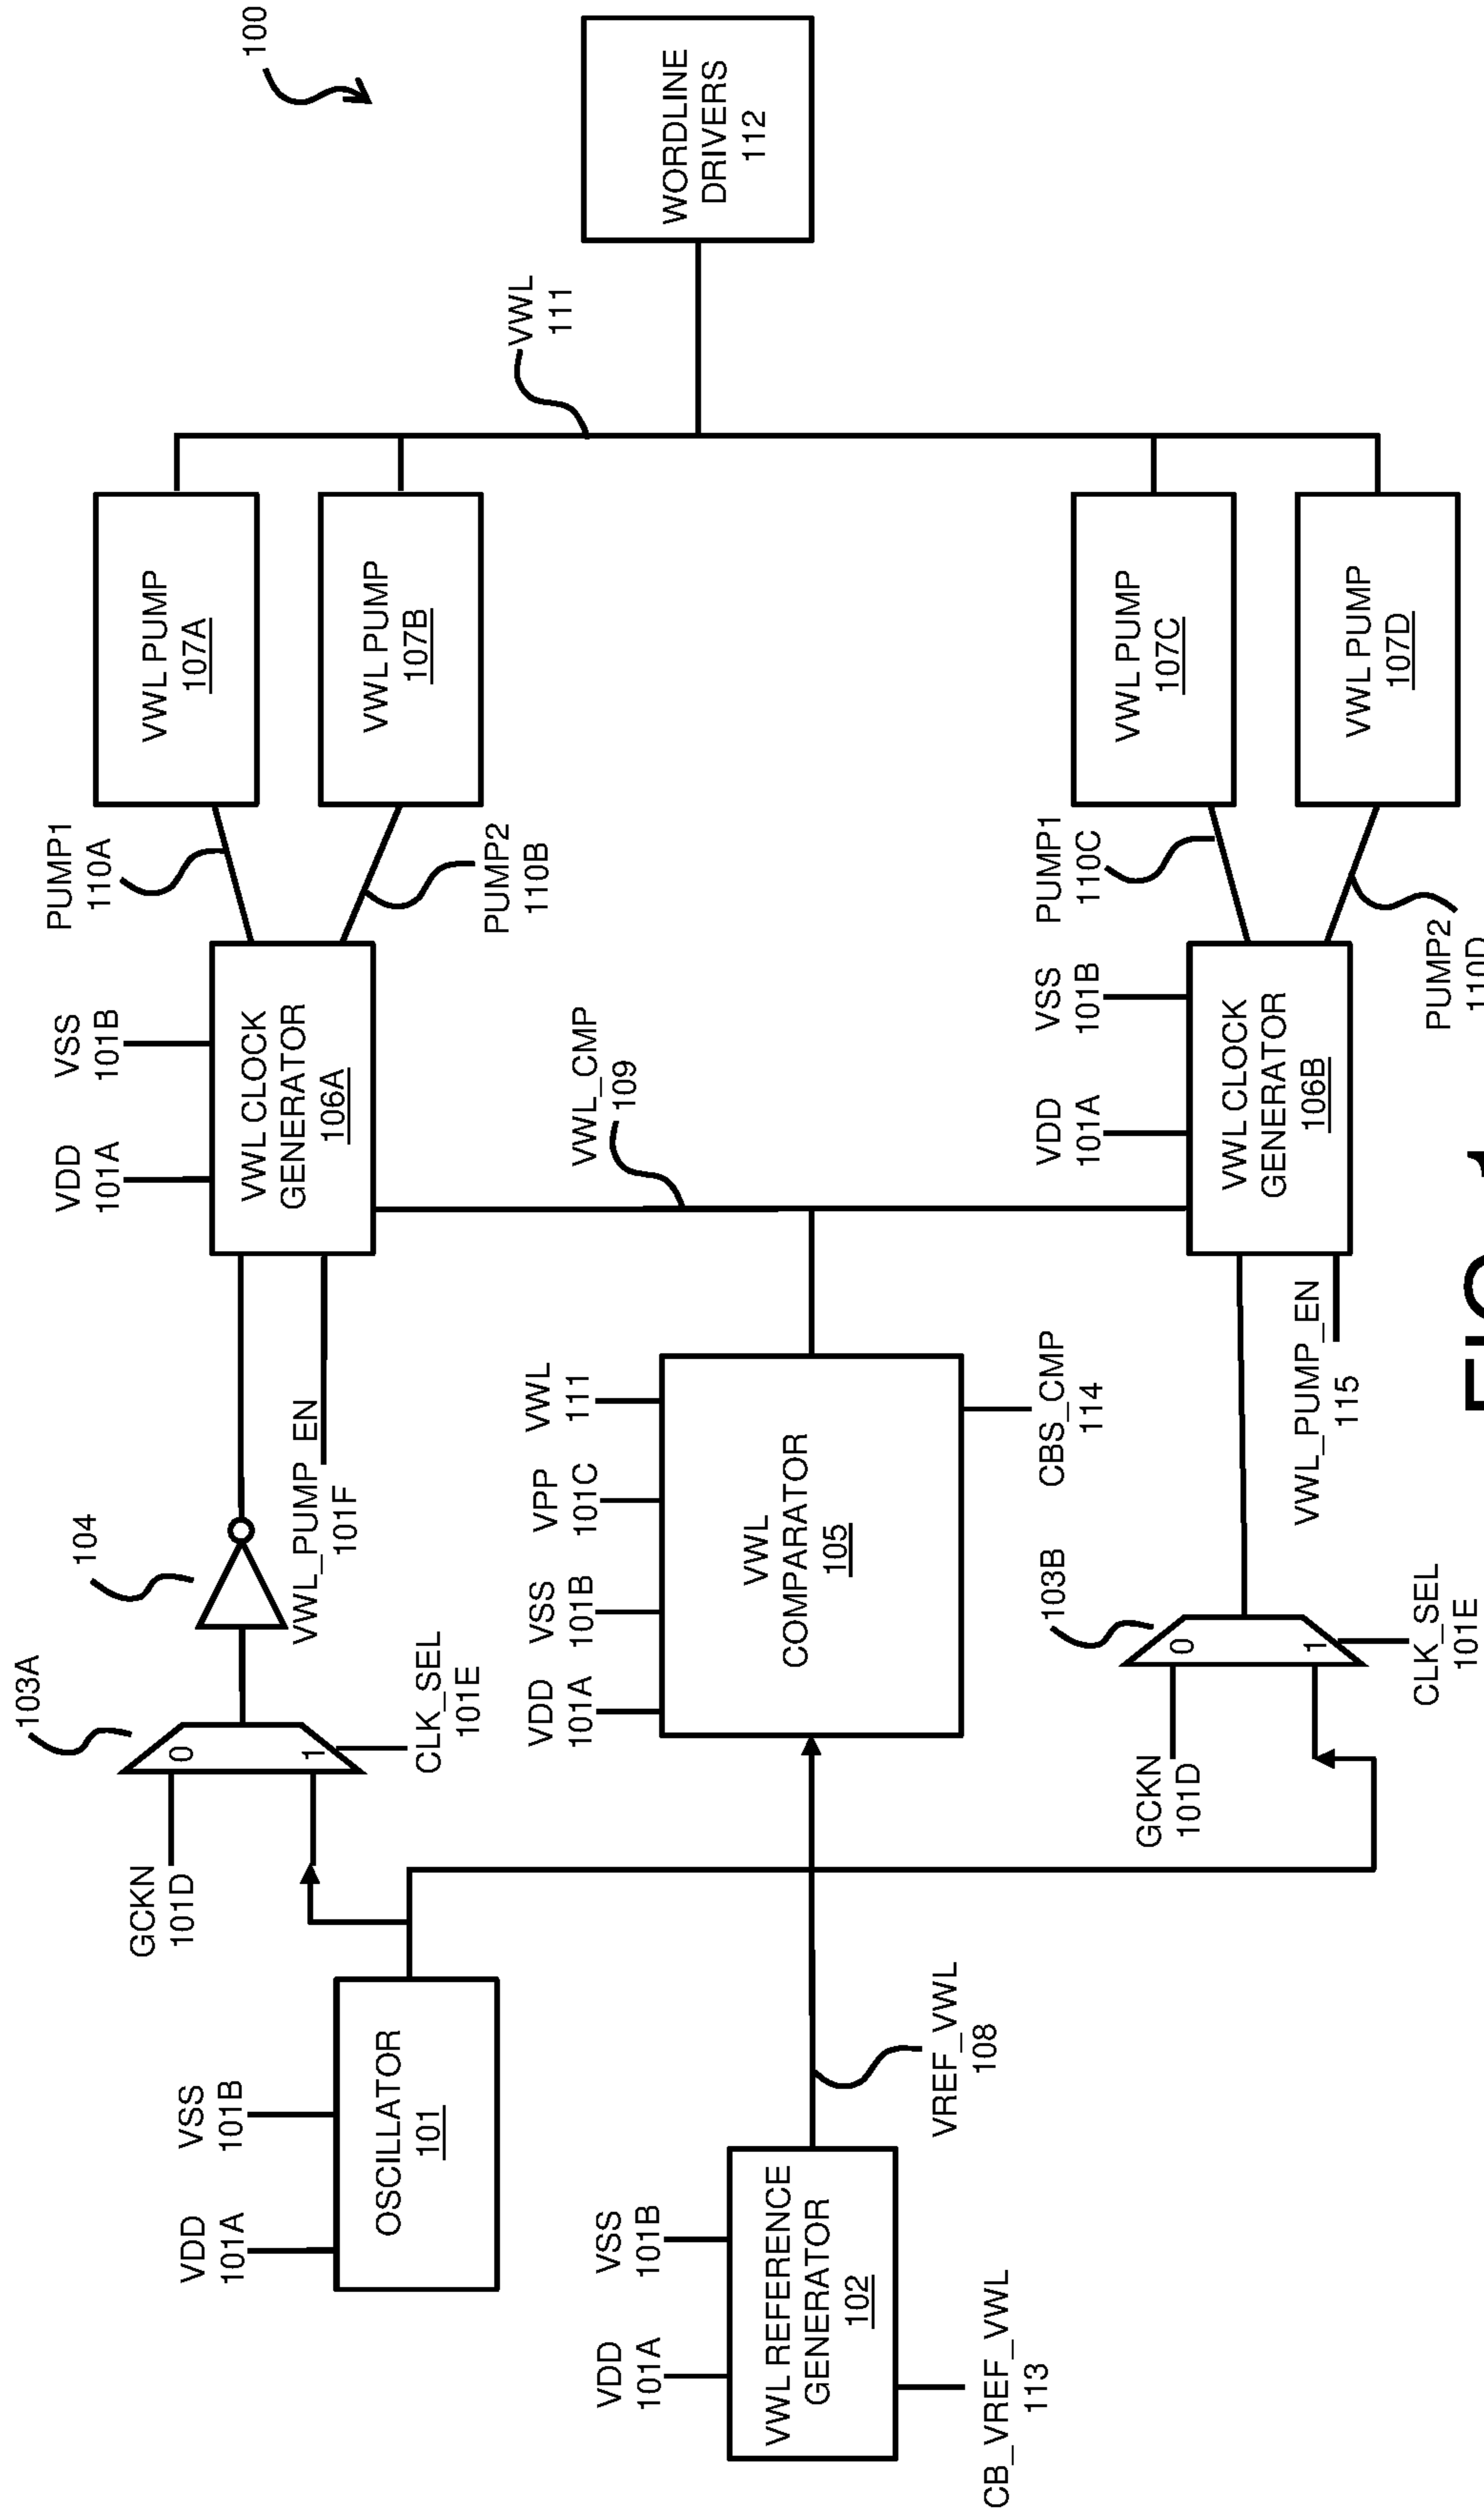 100
VDD
101A
VSS
101B
OSCILLATOR
101
GCKN
101D
103A
0
1
CLK_SEL
101E
104
VWL_PUMP_EN
101F
VDD
101A
VSS
101B
VWL CLOCK
GENERATOR
106A
PUMP1
110A
PUMP2
110B
VWL PUMP
107A
VWL PUMP
107B
VWL
111
WORDLINE
DRIVERS
112
VDD
101A
VSS
101B
VWL REFERENCE
GENERATOR
102
CB_VREF_VWL
113
VREF_VWL
108
VDD
101A
VSS
101B
VPP
101C
VWL
111
VWL
COMPARATOR
105
CBS_CMP
114
VWL_CMP
109
GCKN
101D
103B
0
1
CLK_SEL
101E
VWL_PUMP_EN
115
VDD
101A
VSS
101B
VWL CLOCK
GENERATOR
106B
PUMP1
110C
PUMP2
110D
VWL PUMP
107C
VWL PUMP
107D